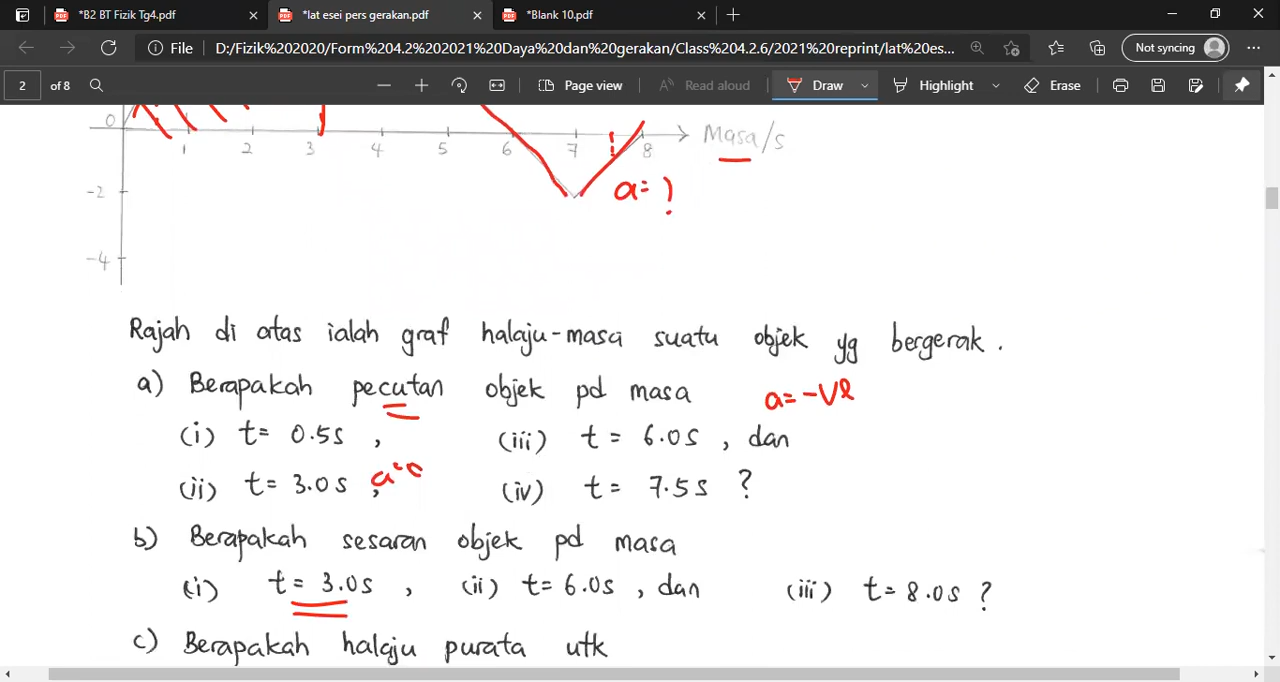 *B2 BT Fizik Tg4.pdf
*lat esei pers gerakan.pdf
*Blank 10.pdf
File
D:/Fizik%202020/Form%204.2%202021%20Daya%20dan%20gerakan/Class%204.2.6/2021%20reprint/lat%20es...
Not syncing
2 of 8
Page view
Read aloud
Draw
Highlight
Erase
0
1 2 3 4 5 6 7 8 Masa/s
-2
a = ?
-4
Rajah di atas ialah graf halaju-masa suatu objek yg bergerak.
a) Berapakah pecutan objek pd masa a= -ve
(i) t= 0.5s, (iii) t= 6.0s, dan
(ii) t= 3.0s, a=0 (iv) t= 7.5s ?
b) Berapakah sesaran objek pd masa
(i) t= 3.0s, (ii) t= 6.0s, dan (iii) t= 8.0s ?
c) Berapakah halaju purata utk